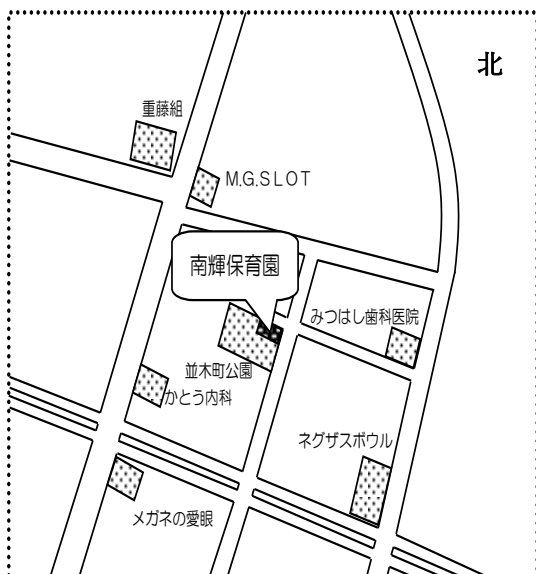 北
重藤組
M.G.SLOT
南輝保育園
みつはし歯科医院
並木町公園
かとう内科
ネグザスボウル
メガネの愛眼